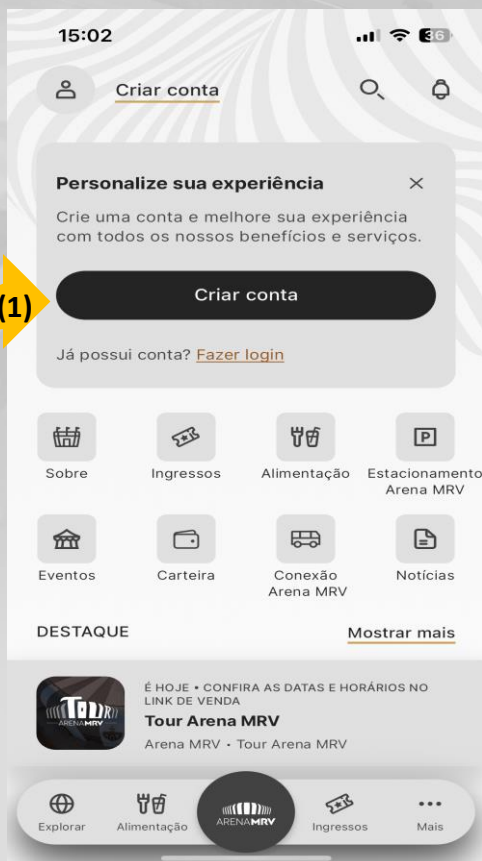 15:02
36
Criar conta
Personalize sua experiência
Crie uma conta e melhore sua experiência
com todos os nossos benefícios e serviços.
(1)
Criar conta
Já possui conta? Fazer login
Sobre
Ingressos
Alimentação
Estacionamento
Arena MRV
P
Eventos
Carteira
Conexão
Arena MRV
Notícias
DESTAQUE
Mostrar mais
TOUR
ARENAMRV
É HOJE • CONFIRA AS DATAS E HORÁRIOS NO
LINK DE VENDA
Tour Arena MRV
Arena MRV • Tour Arena MRV
Explorar
Alimentação
ARENAMRV
Ingressos
Mais